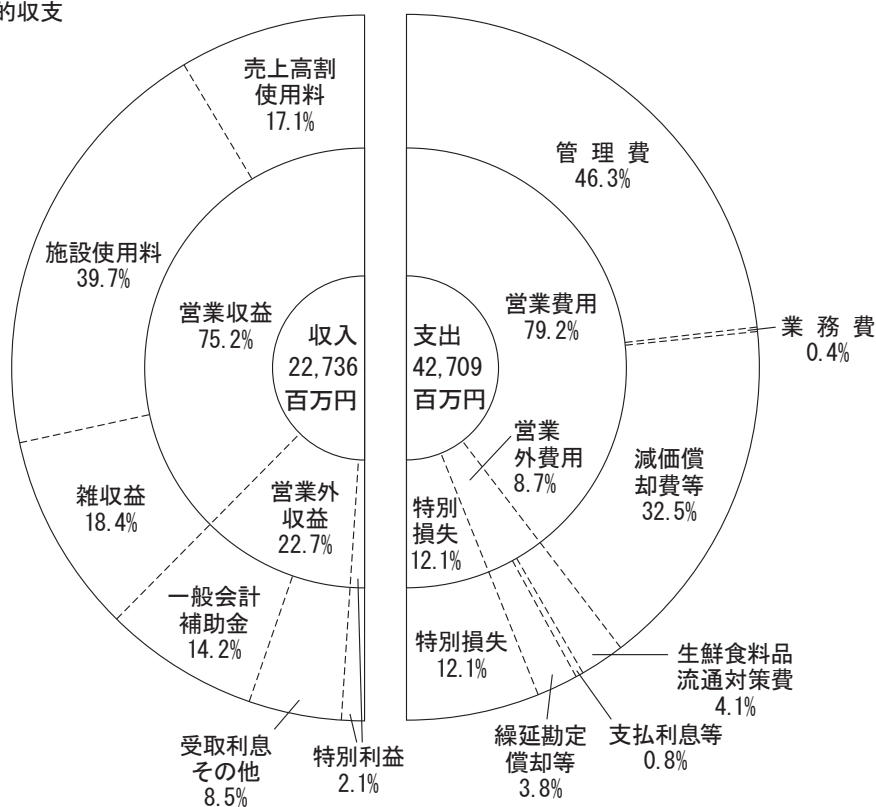 的収支
売上高割
使用料
17.1%
施設使用料
39.7%
営業収益
75.2%
収入
22,736
百万円
雑収益
18.4%
営業外
収益
22.7%
一般会計
補助金
14.2%
受取利息
その他
8.5%
特別利益
2.1%
管理費
46.3%
営業費用
79.2%
支出
42,709
百万円
業務費
0.4%
減価償
却費等
32.5%
営業
外費用
8.7%
特別
損失
12.1%
特別損失
12.1%
生鮮食料品
流通対策費
4.1%
支払利息等
0.8%
繰延勘定
償却等
3.8%